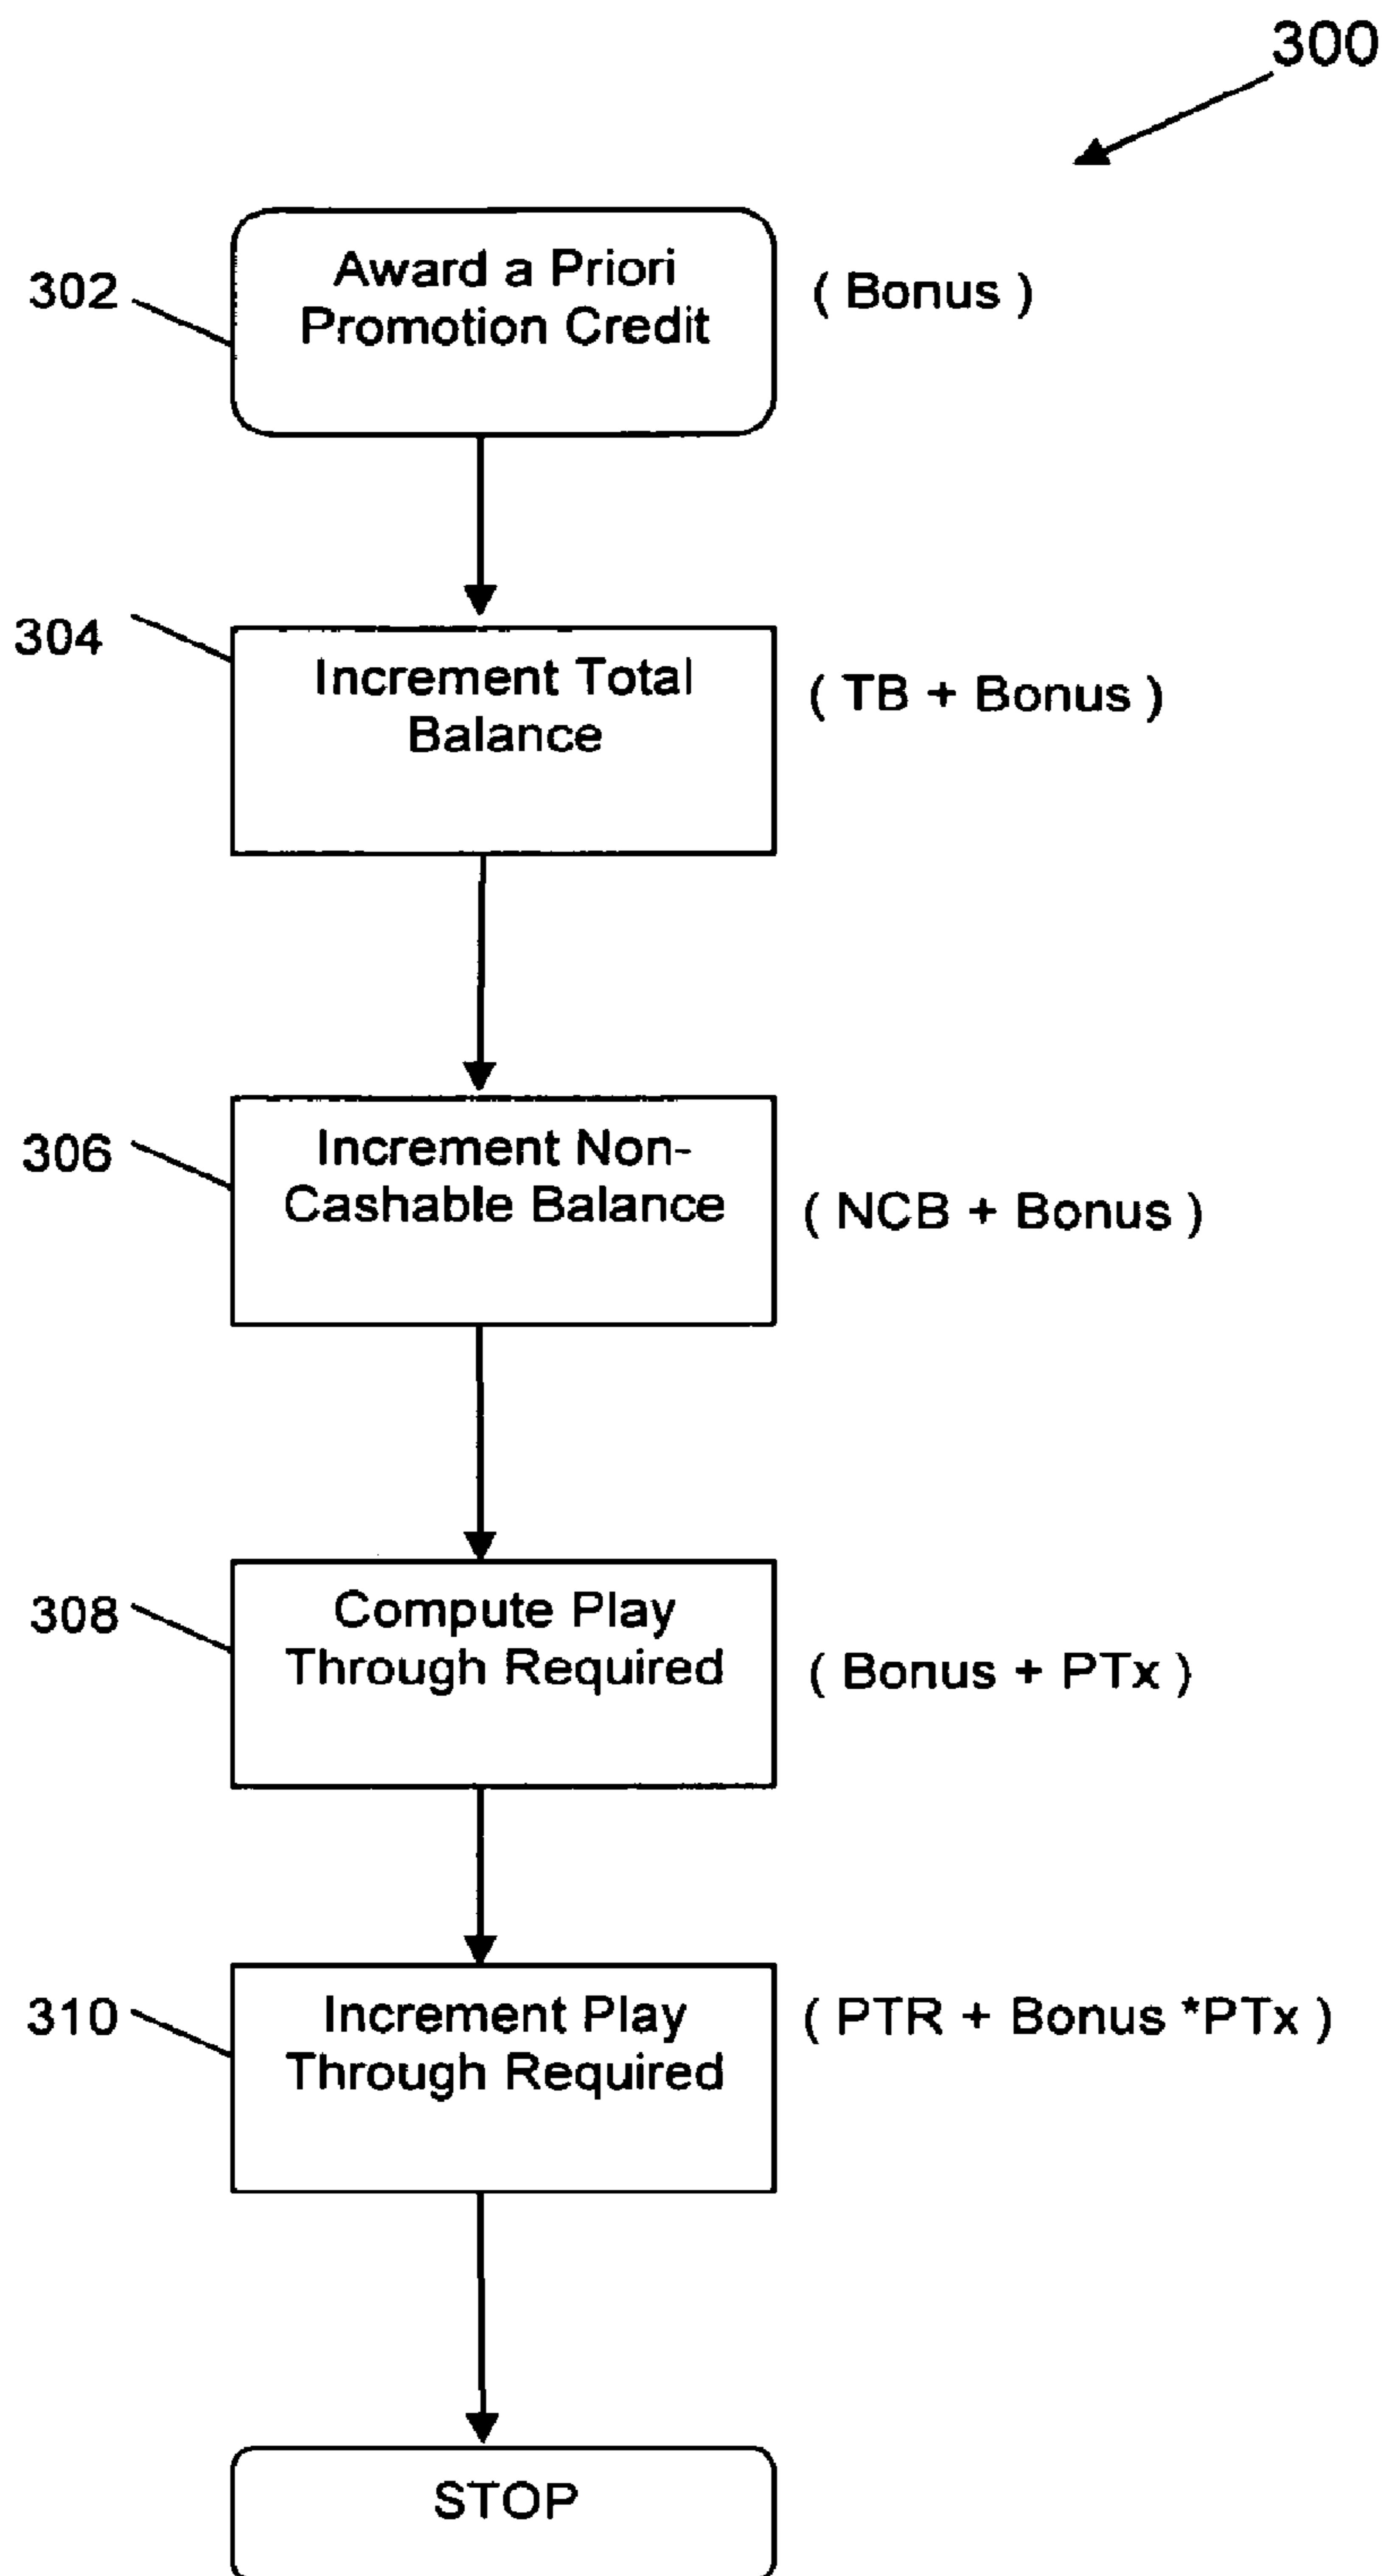 300
302
Award a Priori
Promotion Credit
( Bonus )
304
Increment Total
Balance
( TB + Bonus )
306
Increment Non-
Cashable Balance
( NCB + Bonus )
308
Compute Play
Through Required
( Bonus + PTx )
310
Increment Play
Through Required
( PTR + Bonus *PTx )
STOP